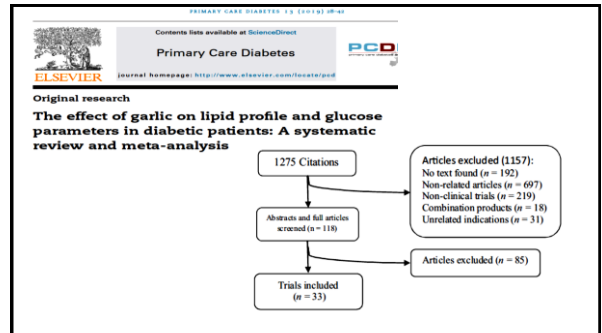 PRIMARY CARE DIABETES 13 (2019) 28–42
Contents lists available at ScienceDirect
Primary Care Diabetes
PCD
ELSEVIER
journal homepage: http://www.elsevier.com/locate/pcd
Original research
The effect of garlic on lipid profile and glucose
parameters in diabetic patients: A systematic
review and meta-analysis
1275 Citations
Articles excluded (1157):
No text found (n = 192)
Non-related articles (n = 697)
Non-clinical trials (n = 219)
Combination products (n = 18)
Unrelated indications (n = 31)
Abstracts and full articles
screened (n = 118)
Articles excluded (n = 85)
Trials included
(n = 33)